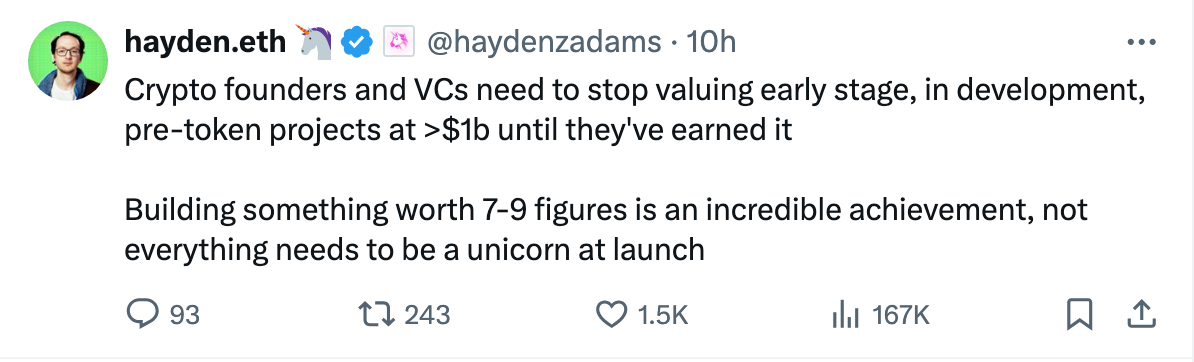 hayden.eth @haydenzadams · 10h
Crypto founders and VCs need to stop valuing early stage, in development,
pre-token projects at >$1b until they've earned it
Building something worth 7-9 figures is an incredible achievement, not
everything needs to be a unicorn at launch
93 243 1.5K 167K